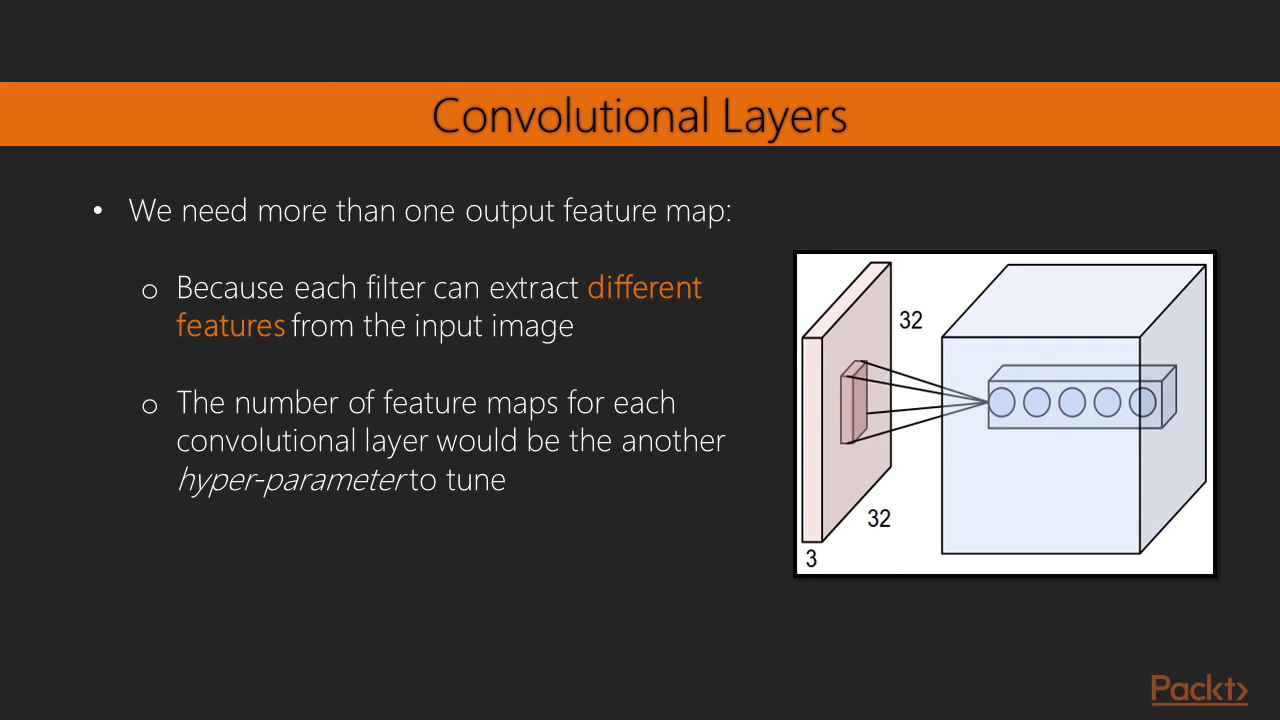 Convolutional Layers
• We need more than one output feature map:
o Because each filter can extract different
features from the input image
o The number of feature maps for each
convolutional layer would be the another
hyper-parameter to tune
32
32
3
Packt>